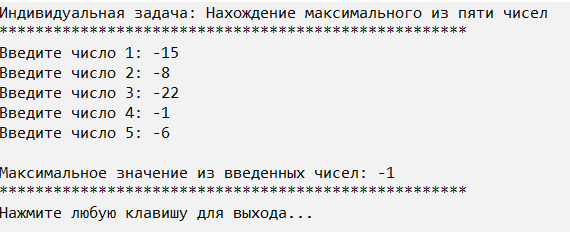 Индивидуальная задача: Нахождение максимального из пяти чисел
****************************************************
Введите число 1: -15
Введите число 2: -8
Введите число 3: -22
Введите число 4: -1
Введите число 5: -6
Максимальное значение из введенных чисел: -1
****************************************************
Нажмите любую клавишу для выхода...